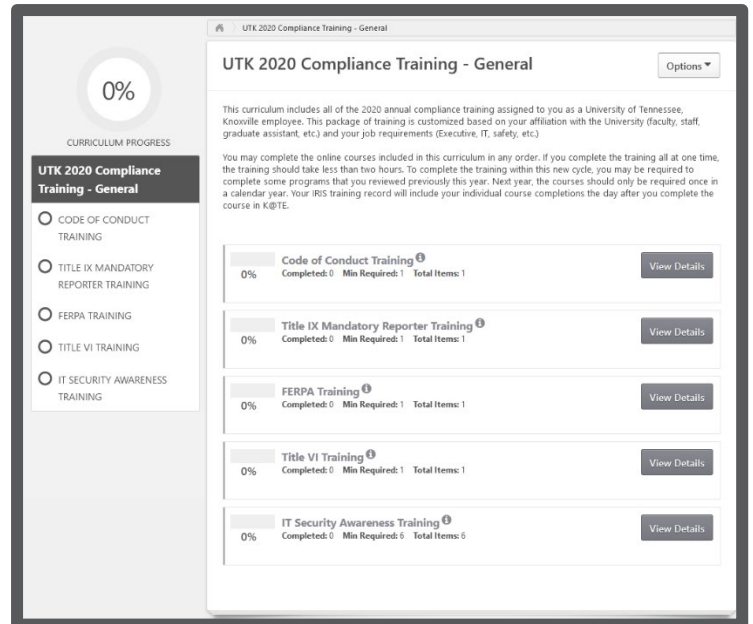 UTK 2020 Compliance Training - General
0%
CURRICULUM PROGRESS
UTK 2020 Compliance
Training - General
CODE OF CONDUCT
TRAINING
TITLE IX MANDATORY
REPORTER TRAINING
FERPA TRAINING
TITLE VI TRAINING
IT SECURITY AWARENESS
TRAINING
UTK 2020 Compliance Training - General
Options
This curriculum includes all of the 2020 annual compliance training assigned to you as a University of Tennessee,
Knoxville employee. This package of training is customized based on your affiliation with the University (faculty, staff,
graduate assistant, etc.) and your job requirements (Executive, IT, safety, etc.)
You may complete the online courses included in this curriculum in any order. If you complete the training all at one time,
the training should take less than two hours. To complete the training within this new cycle, you may be required to
complete some programs that you reviewed previously this year. Next year, the courses should only be required once in
a calendar year. Your IRIS training record will include your individual course completions the day after you complete the
course in K@TE.
Code of Conduct Training
0% Completed: 0 Min Required: 1 Total Items: 1
View Details
Title IX Mandatory Reporter Training
0% Completed: 0 Min Required: 1 Total Items: 1
View Details
FERPA Training
0% Completed: 0 Min Required: 1 Total Items: 1
View Details
Title VI Training
0% Completed: 0 Min Required: 1 Total Items: 1
View Details
IT Security Awareness Training
0% Completed: 0 Min Required: 6 Total Items: 6
View Details